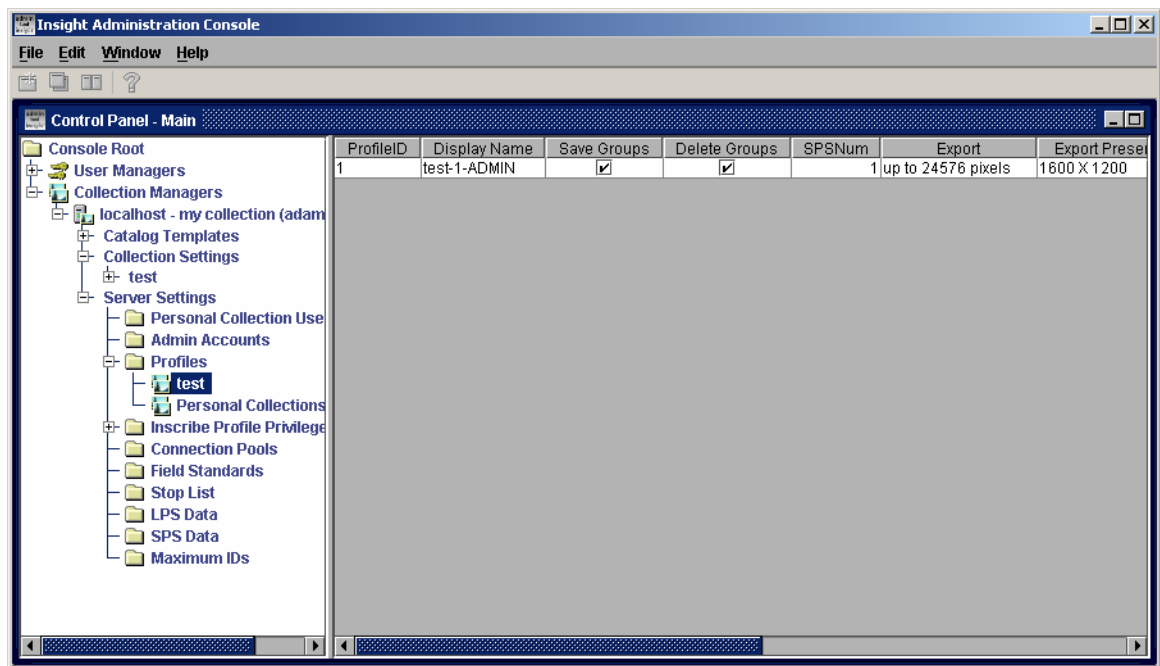 Insight Administration Console
File Edit Window Help
Control Panel - Main
Console Root
User Managers
Collection Managers
localhost - my collection (adam
Catalog Templates
Collection Settings
test
Server Settings
Personal Collection Use
Admin Accounts
Profiles
test
Personal Collections
Inscribe Profile Privilege
Connection Pools
Field Standards
Stop List
LPS Data
SPS Data
Maximum IDs
ProfileID Display Name Save Groups Delete Groups SPSNum Export Export Preser
1 test-1-ADMIN 1 up to 24576 pixels 1600 X 1200